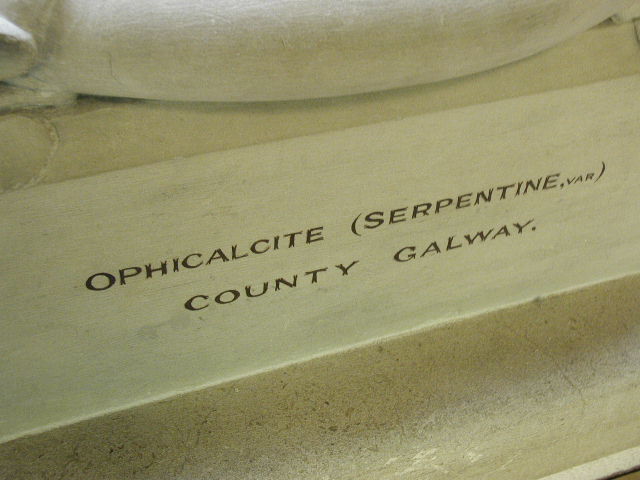 OPHICALCITE (SERPENTINE, VAR)
COUNTY GALWAY.